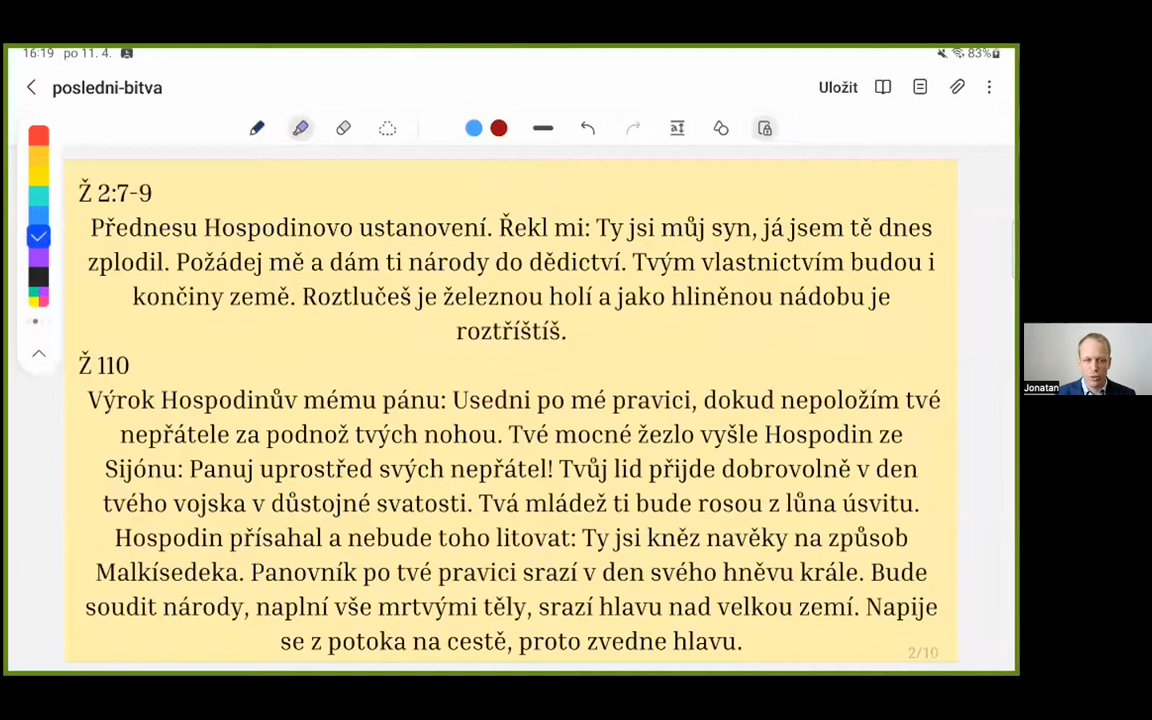 16:19 po 11. 4. 83%
posledni-bitva
Uložit
Ž 2:7-9
Přednesu Hospodinovo ustanovení. Řekl mi: Ty jsi můj syn, já jsem tě dnes
zplodil. Požádej mě a dám ti národy do dědictví. Tvým vlastnictvím budou i
končiny země. Roztlučeš je železnou holí a jako hliněnou nádobu je
roztříštíš.
Ž 110
Výrok Hospodinův mému pánu: Usedni po mé pravici, dokud nepoložím tvé
nepřátele za podnož tvých nohou. Tvé mocné žezlo vyšle Hospodin ze
Sijónu: Panuj uprostřed svých nepřátel! Tvůj lid přijde dobrovolně v den
tvého vojska v důstojné svatosti. Tvá mládež ti bude rosou z lůna úsvitu.
Hospodin přísahal a nebude toho litovat: Ty jsi kněz navěky na způsob
Malkísedeka. Panovník po tvé pravici srazí v den svého hněvu krále. Bude
soudit národy, naplní vše mrtvými těly, srazí hlavu nad velkou zemí. Napije
se z potoka na cestě, proto zvedne hlavu.
2/10
Jonatan